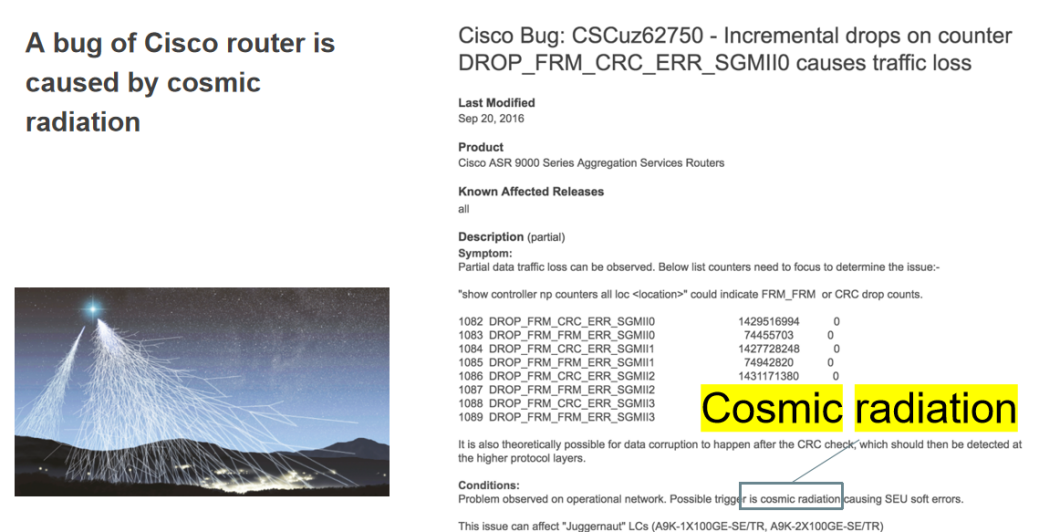 A bug of Cisco router is
caused by cosmic
radiation
Cisco Bug: CSCuz62750 - Incremental drops on counter
DROP_FRM_CRC_ERR_SGMII0 causes traffic loss
Last Modified
Sep 20, 2016
Product
Cisco ASR 9000 Series Aggregation Services Routers
Known Affected Releases
all
Description (partial)
Symptom:
Partial data traffic loss can be observed. Below list counters need to focus to determine the issue:-
"show controller np counters all loc <location>" could indicate FRM_FRM or CRC drop counts.
1082 DROP_FRM_CRC_ERR_SGMII0 1429516994 0
1083 DROP_FRM_FRM_ERR_SGMII0 74455703 0
1084 DROP_FRM_CRC_ERR_SGMII1 1427728248 0
1085 DROP_FRM_FRM_ERR_SGMII1 74942820 0
1086 DROP_FRM_CRC_ERR_SGMII2 1431171380 0
1087 DROP_FRM_FRM_ERR_SGMII2
1088 DROP_FRM_CRC_ERR_SGMII3
1089 DROP_FRM_FRM_ERR_SGMII3
Cosmic radiation
It is also theoretically possible for data corruption to happen after the CRC check, which should then be detected at
the higher protocol layers.
Conditions:
Problem observed on operational network. Possible trigger is cosmic radiation causing SEU soft errors.
This issue can affect "Juggernaut" LCs (A9K-1X100GE-SE/TR, A9K-2X100GE-SE/TR)